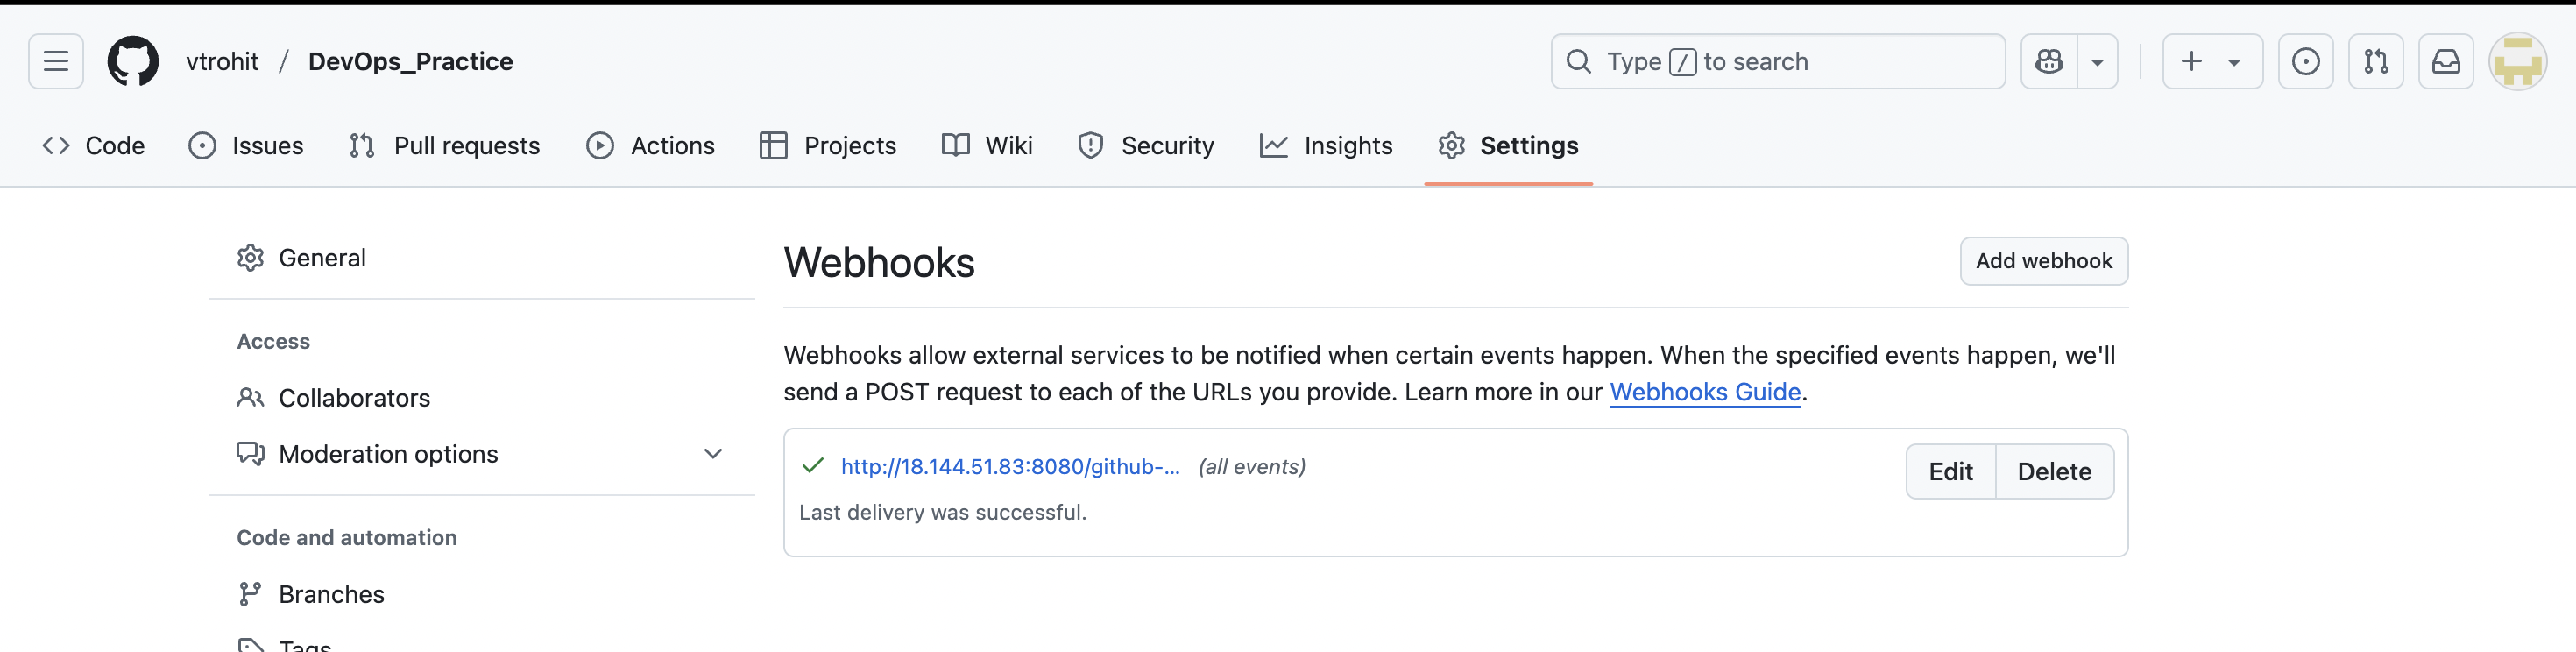 vtrohit / DevOps_Practice
Type / to search
Code Issues Pull requests Actions Projects Wiki Security Insights Settings
General
Access
Collaborators
Moderation options
Code and automation
Branches
Tags
Webhooks
Add webhook
Webhooks allow external services to be notified when certain events happen. When the specified events happen, we'll
send a POST request to each of the URLs you provide. Learn more in our Webhooks Guide.
http://18.144.51.83:8080/github-... (all events)
Edit Delete
Last delivery was successful.